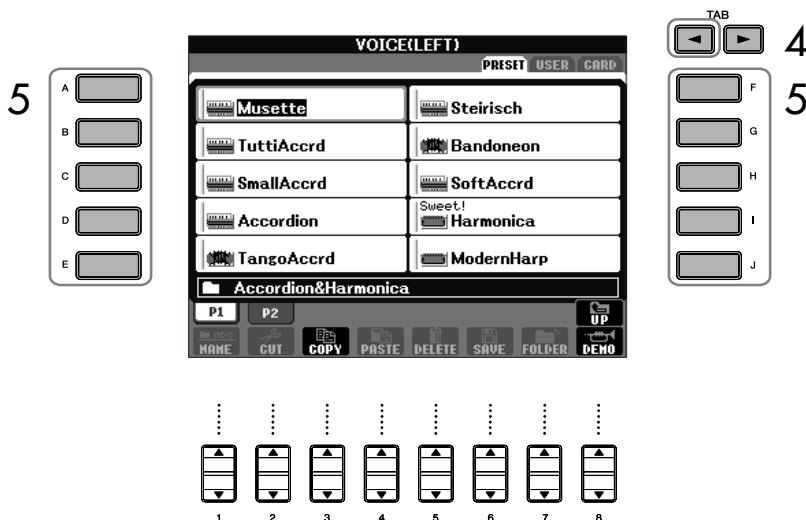 TAB
VOICE(LEFT)
4
PRESET USER CARD
5
5
A
F
Musette
Steirisch
B
G
TuttiAccrd
Bandoneon
C
H
SmallAccrd
SoftAccrd
D
I
Accordion
Sweet!
Harmonica
E
J
TangoAccrd
ModernHarp
Accordion&Harmonica
P1 P2 UP
NAME CUT COPY PASTE DELETE SAVE FOLDER DEMO
1 2 3 4 5 6 7 8